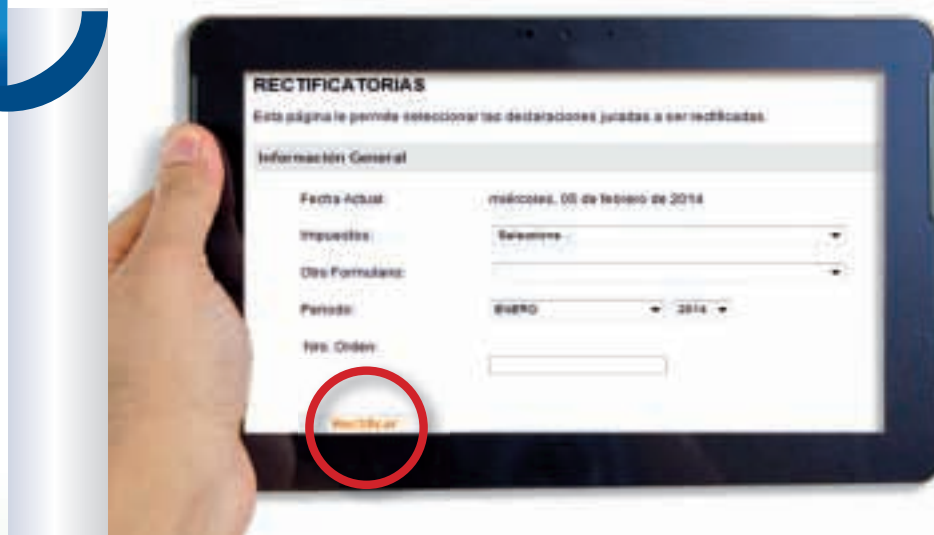 RECTIFICATORIAS
Esta página le permite seleccionar las declaraciones juradas a ser rectificadas.
Información General
Fecha Actual: miércoles, 05 de febrero de 2014
Impuestos: Seleccione...
Otro Formulario:
Periodo: ENERO 2014
Nro. Orden:
Rectificar